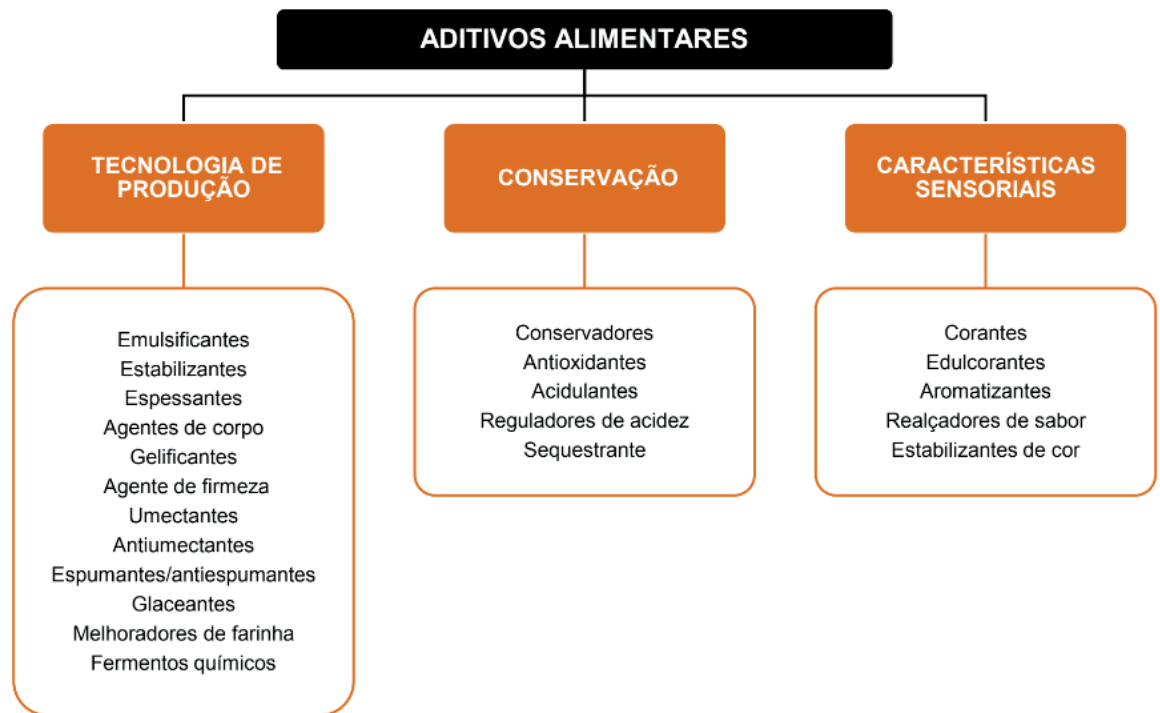 ADITIVOS ALIMENTARES
TECNOLOGIA DE
PRODUÇÃO
Emulsificantes
Estabilizantes
Espessantes
Agentes de corpo
Gelificantes
Agente de firmeza
Umectantes
Antiumectantes
Espumantes/antiespumantes
Glaceantes
Melhoradores de farinha
Fermentos químicos
CONSERVAÇÃO
Conservadores
Antioxidantes
Acidulantes
Reguladores de acidez
Sequestrante
CARACTERÍSTICAS
SENSORIAIS
Corantes
Edulcorantes
Aromatizantes
Realçadores de sabor
Estabilizantes de cor